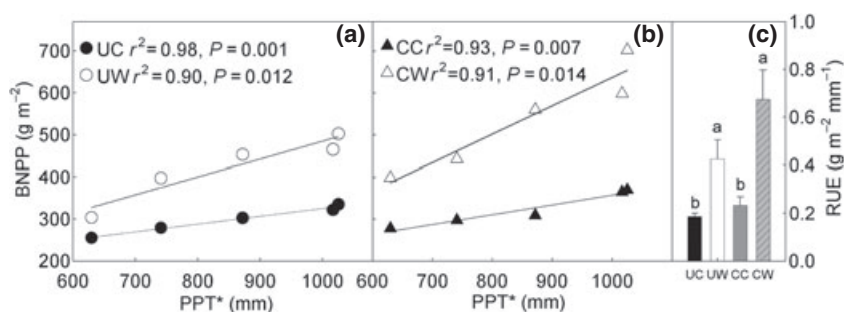 (a)
UC r²=0.98, P=0.001
UW r²=0.90, P=0.012
BNPP (g m⁻²)
700
600
500
400
300
200
600 700 800 900 1000
PPT* (mm)
(b)
CC r²=0.93, P=0.007
CW r²=0.91, P=0.014
600 700 800 900 1000
PPT* (mm)
(c)
a
a
b
b
UC UW CC CW
1.0
0.8
0.6
0.4
0.2
0.0
RUE (g m⁻² mm⁻¹)